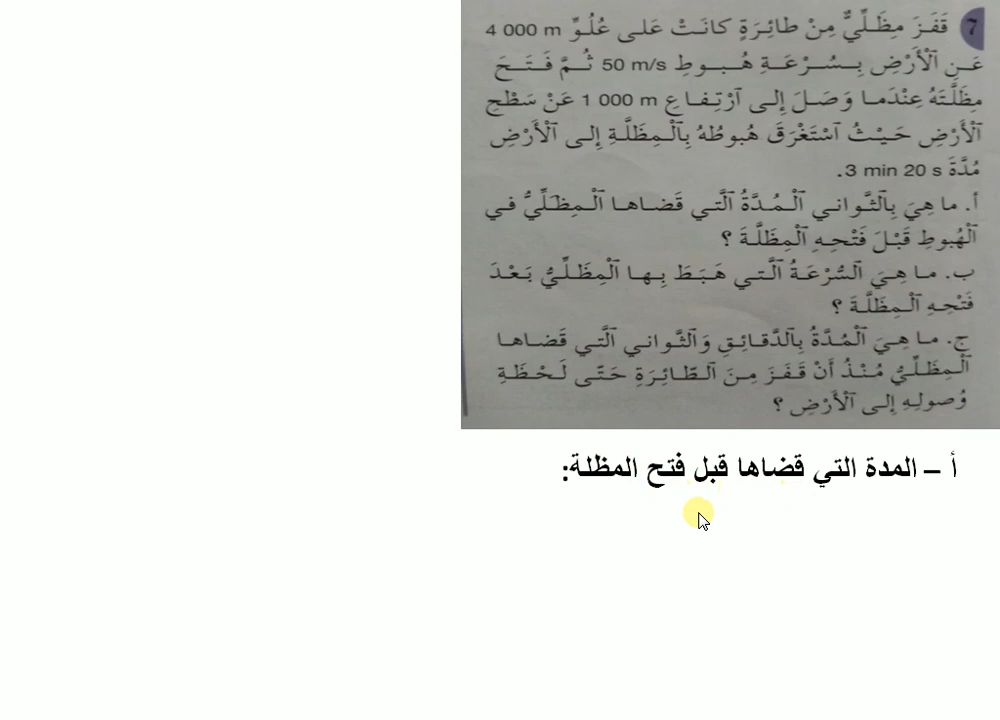 7 قَفَزَ مِظَلِّيٌّ مِنْ طائِرَةٍ كانَتْ عَلى عُلُوِّ 4 000 m
عَنِ ٱلْأَرْضِ بِسُرْعَةِ هُبوطِ 50 m/s ثُمَّ فَتَحَ
مِظَلَّتَهُ عِنْدَما وَصَلَ إِلى ٱرْتِفاعِ 1 000 m عَنْ سَطْحِ
ٱلْأَرْضِ حَيْثُ ٱسْتَغْرَقَ هُبوطُهُ بِٱلْمِظَلَّةِ إِلى ٱلْأَرْضِ
مُدَّةَ 3 min 20 s.
أ. ما هِيَ بِٱلثَّواني ٱلْمُدَّةُ ٱلَّتي قَضاها ٱلْمِظَلِّيُّ في
ٱلْهُبوطِ قَبْلَ فَتْحِهِ ٱلْمِظَلَّةَ ؟
ب. ما هِيَ ٱلسُّرْعَةُ ٱلَّتي هَبَطَ بِها ٱلْمِظَلِّيُّ بَعْدَ
فَتْحِهِ ٱلْمِظَلَّةَ ؟
ج. ما هِيَ ٱلْمُدَّةُ بِٱلدَّقائِقِ وَٱلثَّواني ٱلَّتي قَضاها
ٱلْمِظَلِّيُّ مُنْذُ أَنْ قَفَزَ مِنَ ٱلطّائِرَةِ حَتّى لَحْظَةِ
وُصولِهِ إِلى ٱلْأَرْضِ ؟
أ – المدة التي قضاها قبل فتح المظلة: